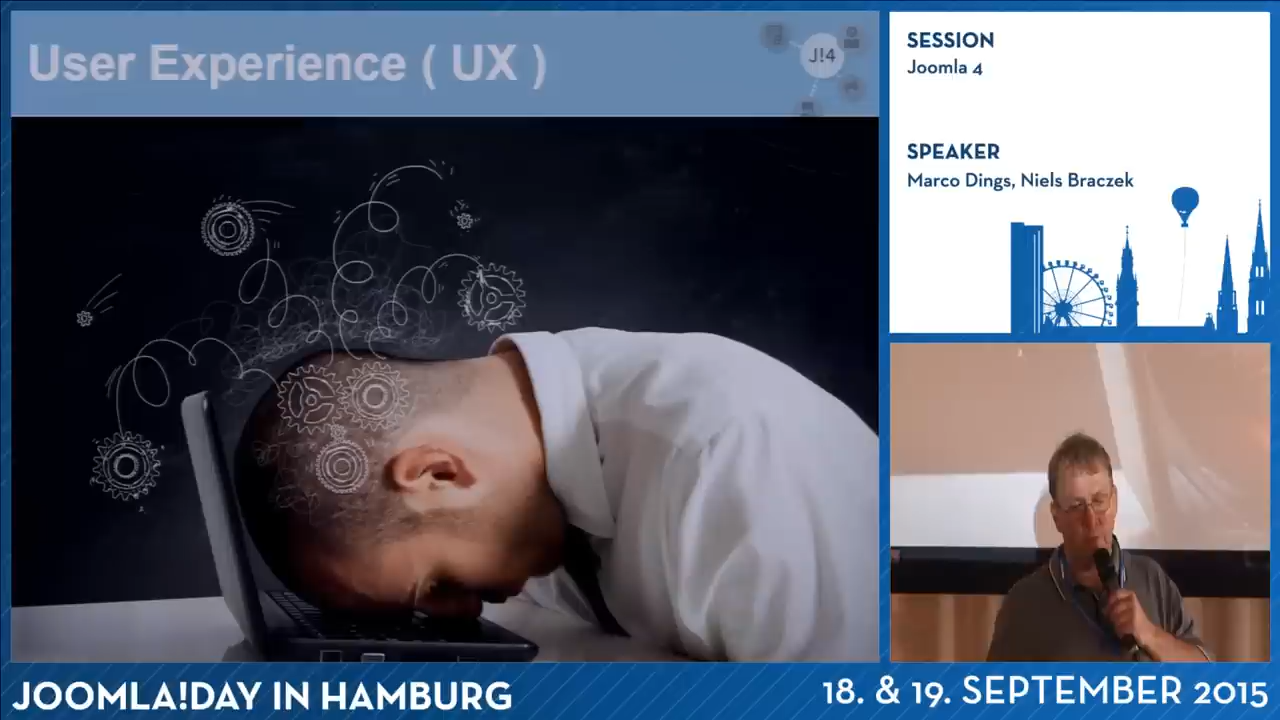 User Experience ( UX )
J!4
SESSION
Joomla 4
SPEAKER
Marco Dings, Niels Braczek
JOOMLA!DAY IN HAMBURG
18. & 19. SEPTEMBER 2015